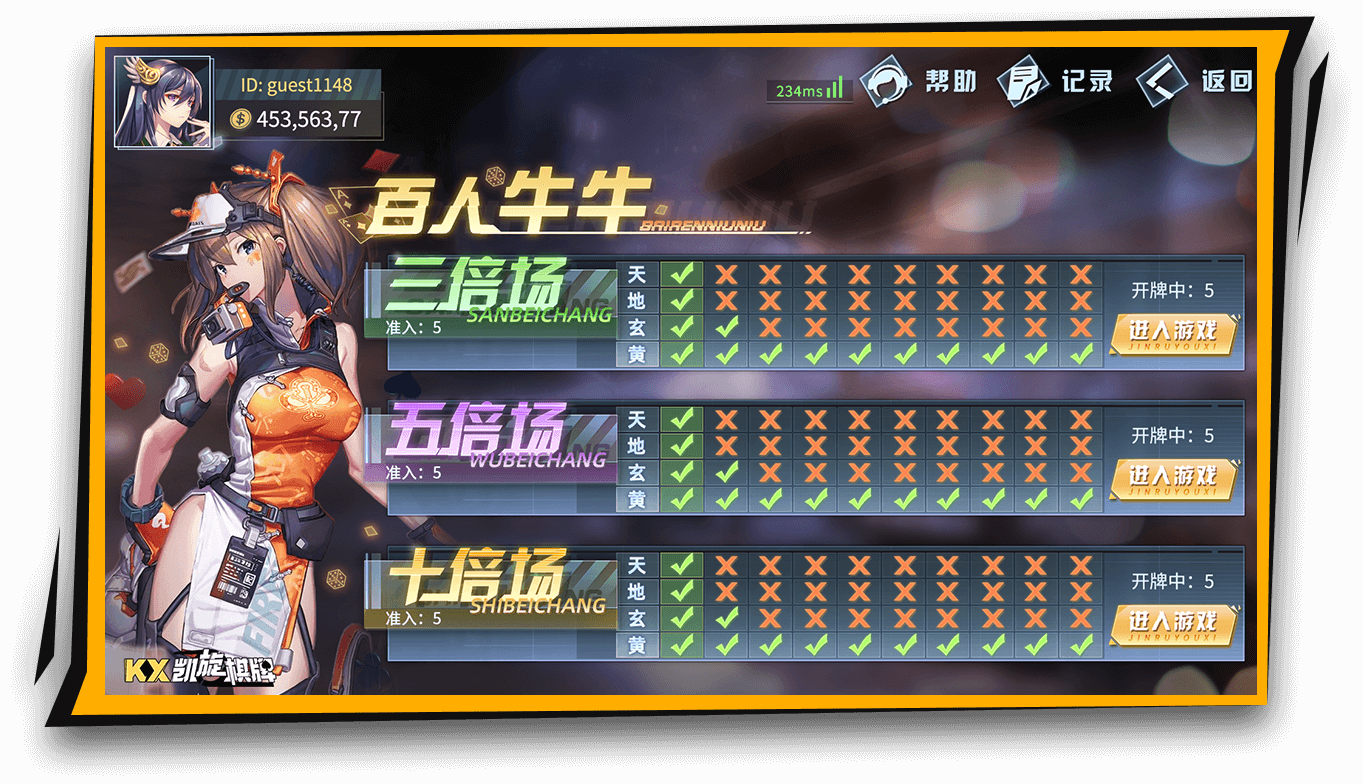 ID: guest1148
453,563,77
234ms
帮助
记录
返回
百人牛牛
BAIRENNIUNIU
三倍场
SANBEICHANG
准入：5
天
地
玄
黄
开牌中：5
进入游戏
JINRUYOUXI
五倍场
WUBEICHANG
准入：5
天
地
玄
黄
开牌中：5
进入游戏
JINRUYOUXI
十倍场
SHIBEICHANG
准入：5
天
地
玄
黄
开牌中：5
进入游戏
JINRUYOUXI
KX凯旋棋牌